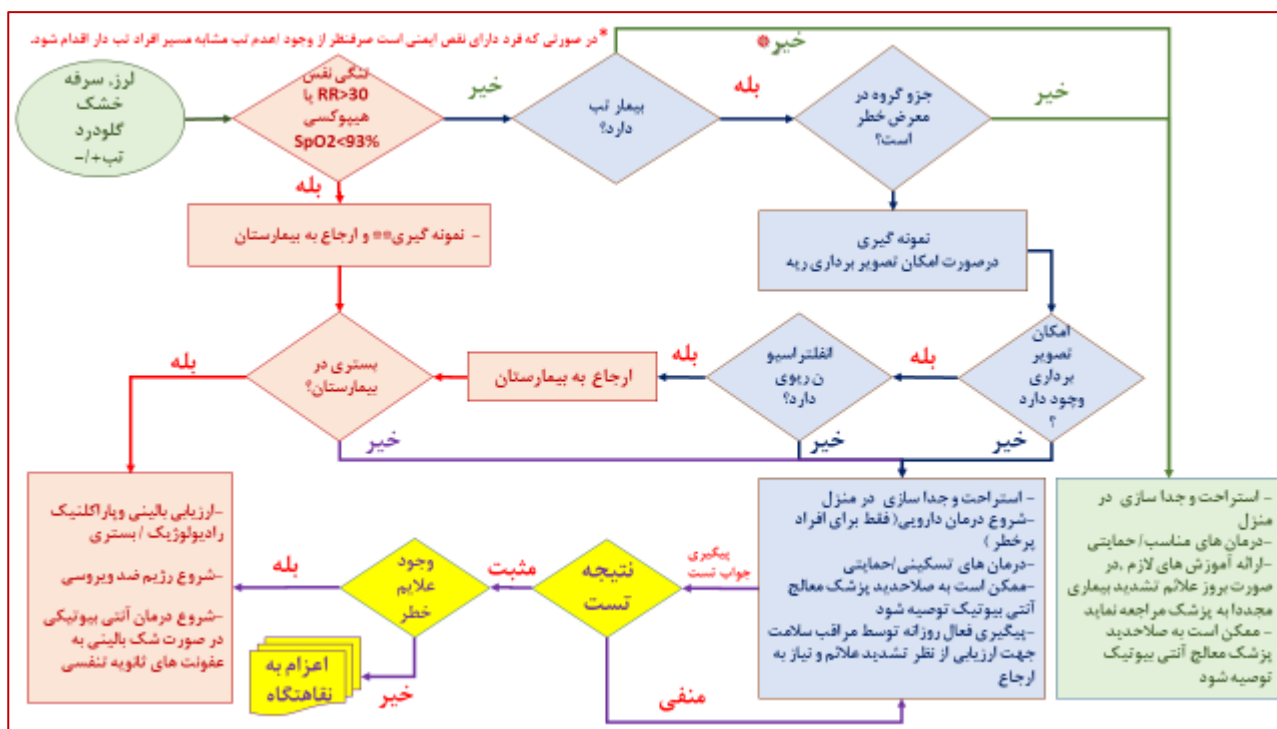 *در صورتی که فرد دارای نقص ایمنی است صرفنظر از وجود /عدم تب مشابه مسیر افراد تب دار اقدام شود.
لرز، سرفه
خشک
گلودرد
تب+/-
تنگی نفس
RR>30 یا
هیپوکسی
SpO2<93%
خیر
بیمار تب
دارد؟
خیر*
بله
جزو گروه در
معرض خطر
است؟
خیر
بله
- نمونه گیری** و ارجاع به بیمارستان
نمونه گیری
درصورت امکان تصویر برداری ریه
امکان
تصویر
برداری
وجود دارد
؟
بله
انفلتراسیو
ن ریوی
دارد؟
بله
ارجاع به بیمارستان
بستری در
بیمارستان؟
بله
خیر
خیر
خیر
-ارزیابی بالینی وپاراکلنیک
رادیولوژیک /بستری
-شروع رژیم ضد ویروسی
-شروع درمان آنتی بیوتیکی
در صورت شک بالینی به
عفونت های ثانویه تنفسی
بله
وجود
علایم
خطر
مثبت
نتیجه
تست
پیگیری
جواب تست
خیر
اعزام به
نقاهتگاه
منفی
- استراحت و جدا سازی در منزل
-شروع درمان دارویی( فقط برای افراد
پرخطر )
-درمان های تسکینی/حمایتی
-ممکن است به صلاحدید پزشک معالج
آنتی بیوتیک توصیه شود
-پیگیری فعال روزانه توسط مراقب سلامت
جهت ارزیابی از نظر تشدید علائم و نیاز به
ارجاع
- استراحت و جدا سازی در
منزل
-درمان های مناسب/حمایتی
-ارائه آموزش های لازم .در
صورت بروز علائم تشدید بیماری
مجددا به پزشک مراجعه نماید
- ممکن است به صلاحدید
پزشک معالج آنتی بیوتیک
توصیه شود